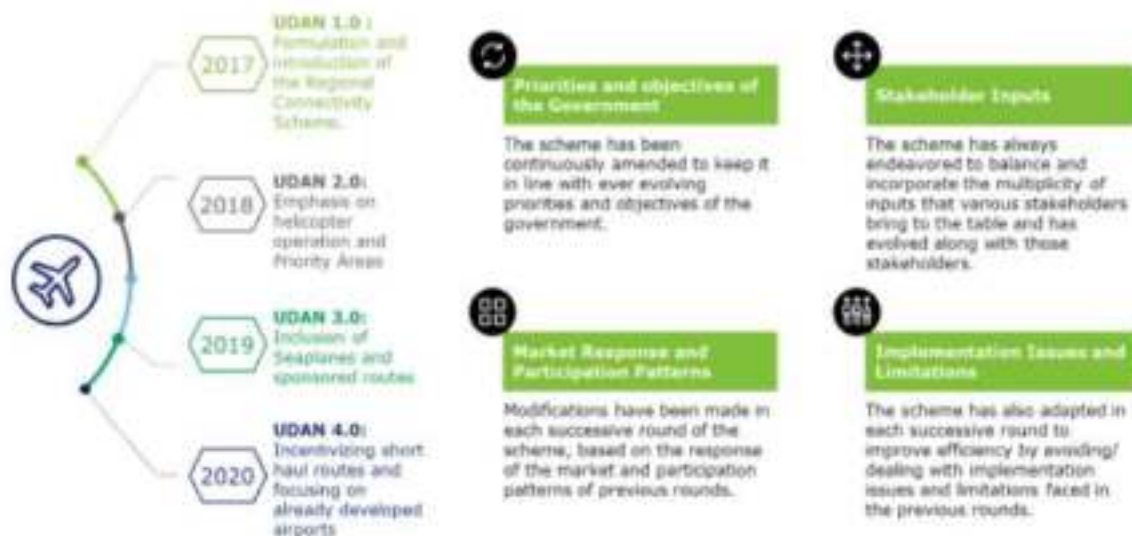 2017
UDAN 1.0 :
Formulation and
introduction of
the Regional
Connectivity
Scheme.
2018
UDAN 2.0:
Emphasis on
helicopter
operation and
Priority Areas
2019
UDAN 3.0:
Inclusion of
Seaplanes and
sponsored routes
2020
UDAN 4.0:
Incentivizing short
haul routes and
focusing on
already developed
airports
Priorities and objectives of
the Government
The scheme has been
continuously amended to keep it
in line with ever evolving
priorities and objectives of the
government.
Stakeholder Inputs
The scheme has always
endeavored to balance and
incorporate the multiplicity of
inputs that various stakeholders
bring to the table and has
evolved along with those
stakeholders.
Market Response and
Participation Patterns
Modifications have been made in
each successive round of the
scheme, based on the response
of the market and participation
patterns of previous rounds.
Implementation Issues and
Limitations
The scheme has also adapted in
each successive round to
improve efficiency by avoiding/
dealing with implementation
issues and limitations faced in
the previous rounds.